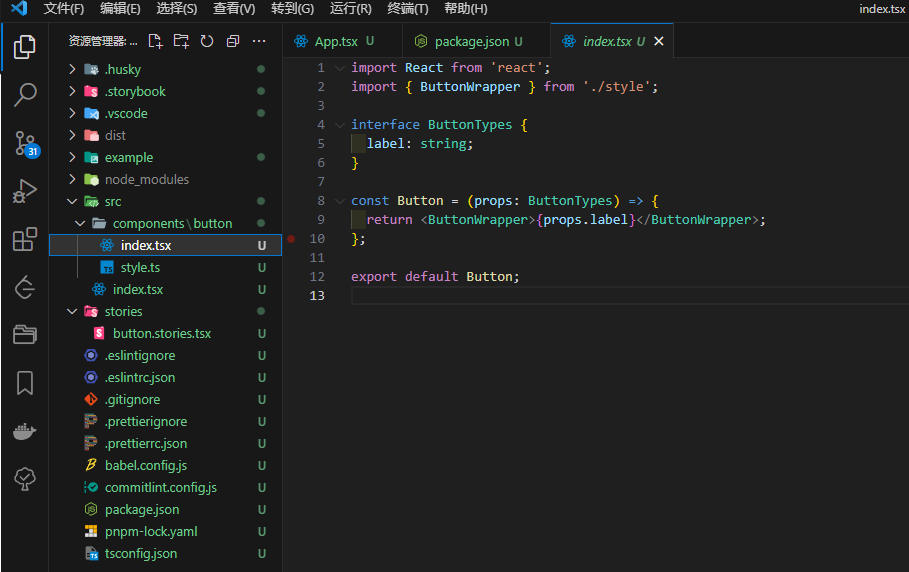 文件(F) 编辑(E) 选择(S) 查看(V) 转到(G) 运行(R) 终端(T) 帮助(H) index.tsx
资源管理器: ...
App.tsx U package.json U index.tsx U
.husky
.storybook
.vscode
dist
example
node_modules
src
components\button
index.tsx U
style.ts U
index.tsx U
stories
button.stories.tsx U
.eslintignore U
.eslintrc.json U
.gitignore U
.prettierignore U
.prettierrc.json U
babel.config.js U
commitlint.config.js U
package.json U
pnpm-lock.yaml U
tsconfig.json U
31
1 import React from 'react';
2 import { ButtonWrapper } from './style';
3
4 interface ButtonTypes {
5 label: string;
6 }
7
8 const Button = (props: ButtonTypes) => {
9 return <ButtonWrapper>{props.label}</ButtonWrapper>;
10 };
11
12 export default Button;
13